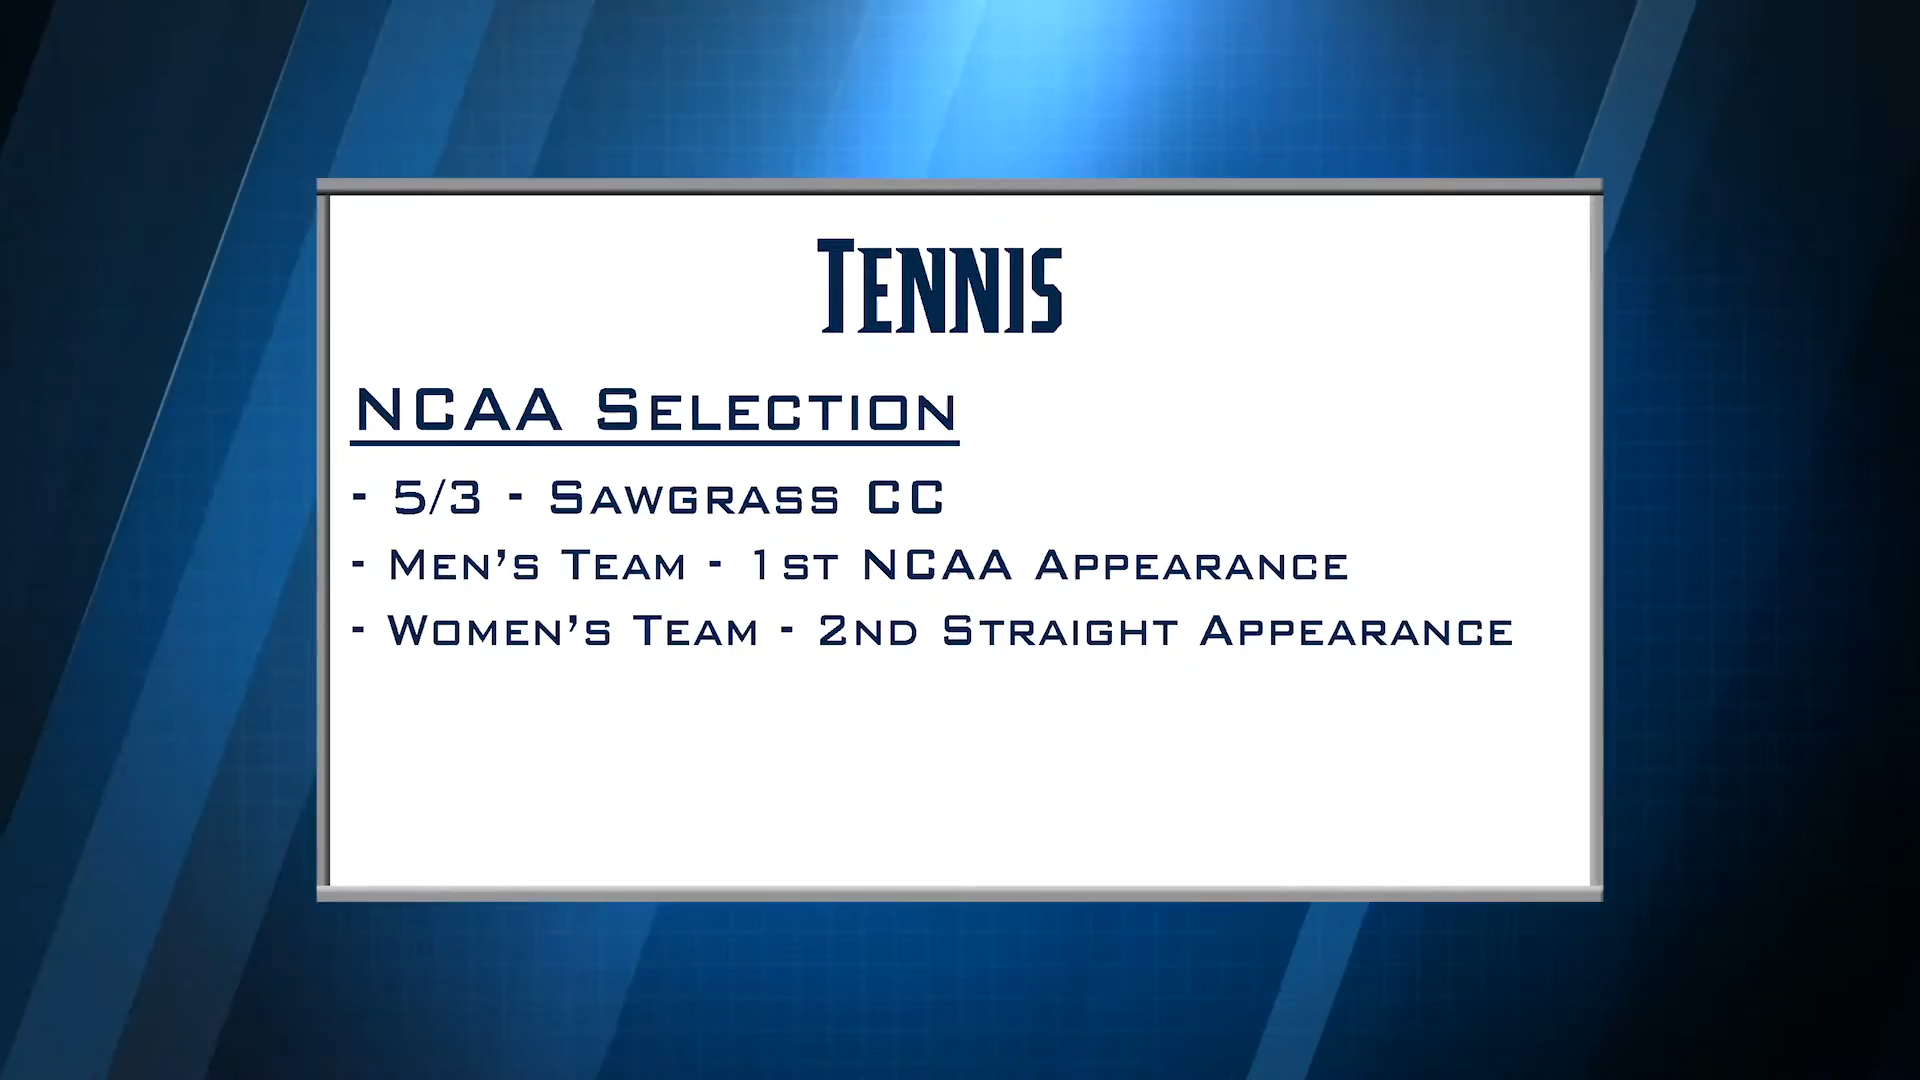 Tennis
NCAA Selection
- 5/3 - Sawgrass CC
- Men's Team - 1st NCAA Appearance
- Women's Team - 2nd Straight Appearance